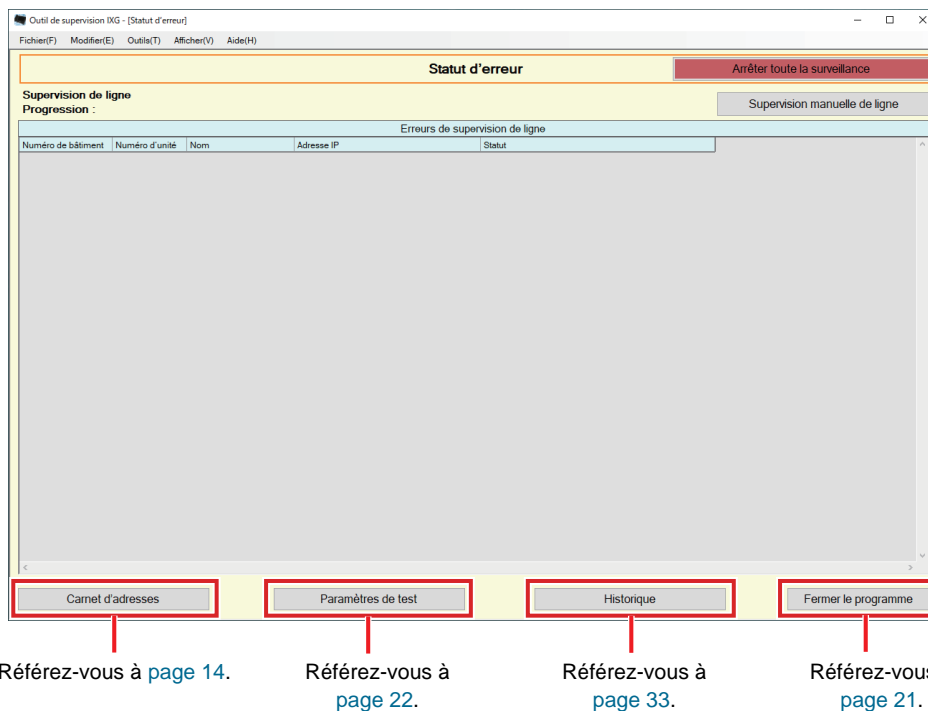 Outil de supervision IXG - [Statut d'erreur]
Fichier(F) Modifier(E) Outils(T) Afficher(V) Aide(H)
Statut d'erreur
Arrêter toute la surveillance
Supervision de ligne
Progression :
Supervision manuelle de ligne
Erreurs de supervision de ligne
Numéro de bâtiment Numéro d'unité Nom Adresse IP Statut
Carnet d'adresses Paramètres de test Historique Fermer le programme
Référez-vous à page 14.
Référez-vous à
page 22.
Référez-vous à
page 33.
Référez-vous
page 21.